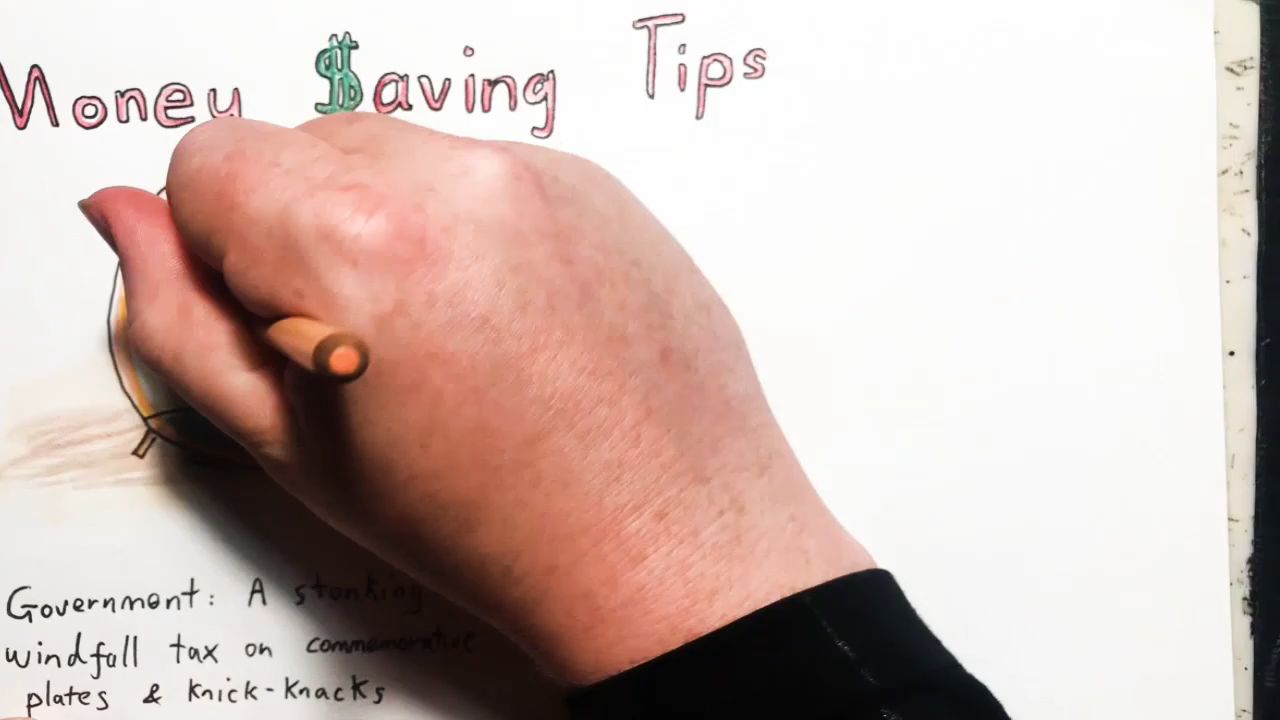 Money $aving Tips
Government: A stonking
windfall tax on commemorative
plates & knick-knacks